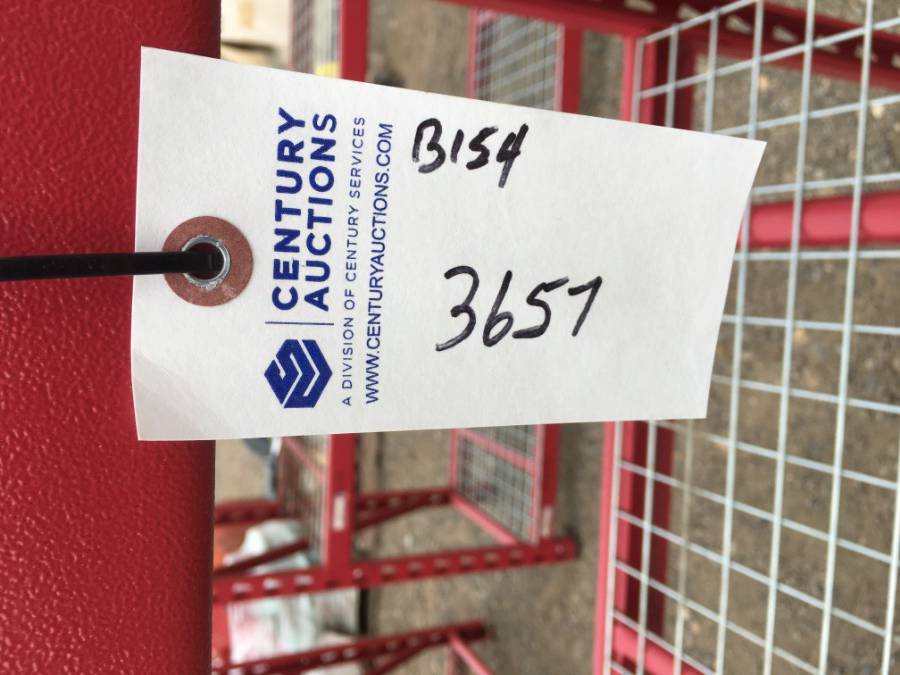 CENTURY
AUCTIONS
A DIVISION OF CENTURY SERVICES
WWW.CENTURYAUCTIONS.COM
B154
3657